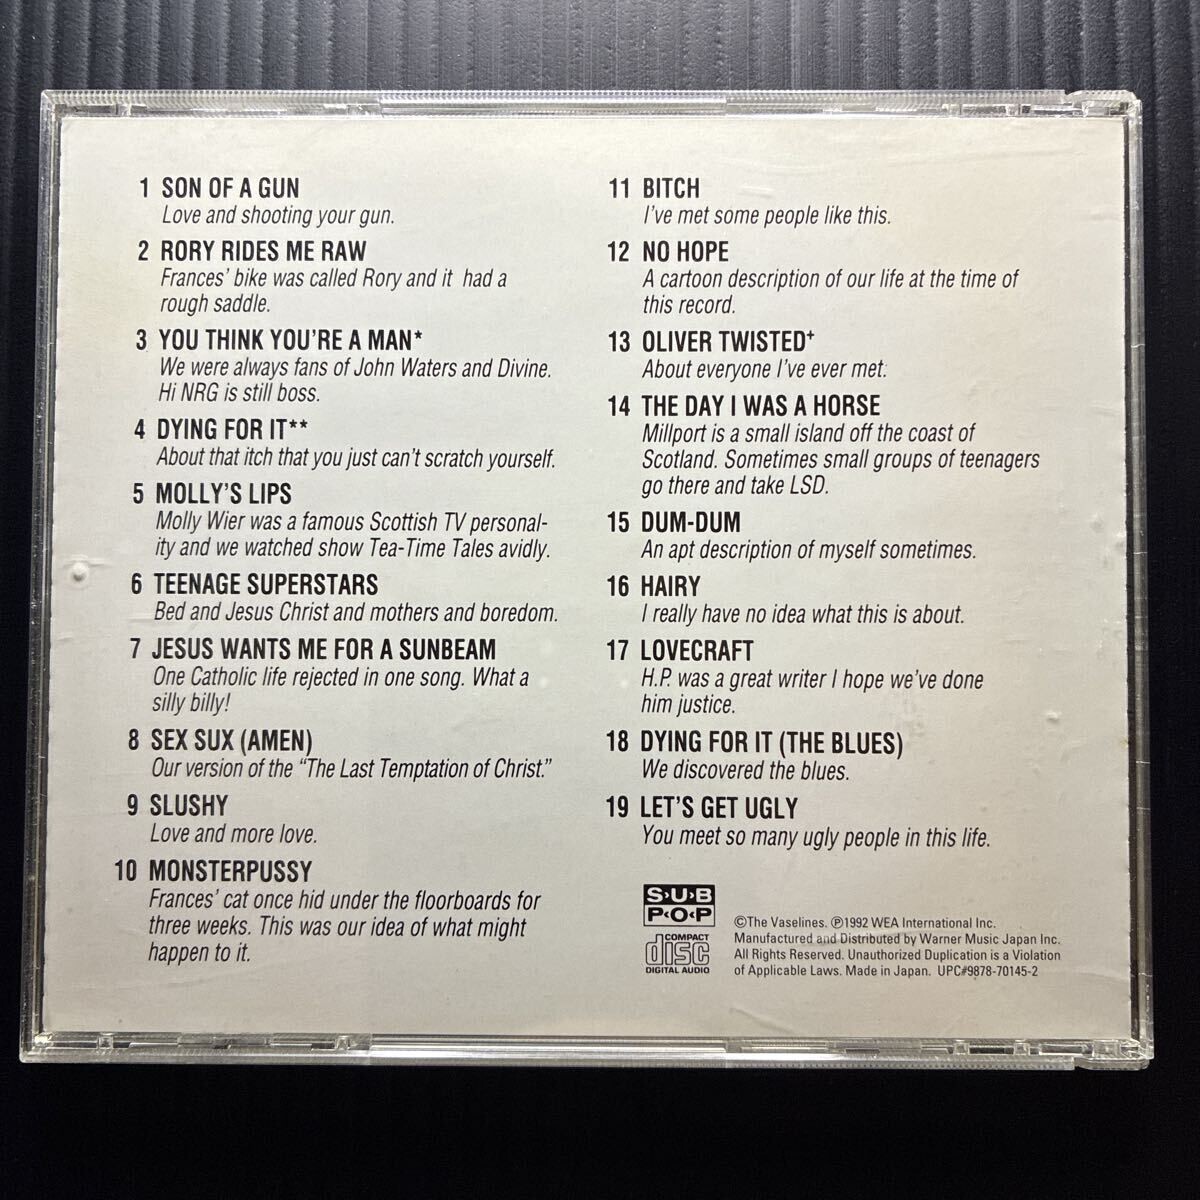 1 SON OF A GUN
Love and shooting your gun.
2 RORY RIDES ME RAW
Frances' bike was called Rory and it had a
rough saddle.
3 YOU THINK YOU'RE A MAN*
We were always fans of John Waters and Divine.
Hi NRG is still boss.
4 DYING FOR IT**
About that itch that you just can't scratch yourself.
5 MOLLY'S LIPS
Molly Wier was a famous Scottish TV personal-
ity and we watched show Tea-Time Tales avidly.
6 TEENAGE SUPERSTARS
Bed and Jesus Christ and mothers and boredom.
7 JESUS WANTS ME FOR A SUNBEAM
One Catholic life rejected in one song. What a
silly billy!
8 SEX SUX (AMEN)
Our version of the "The Last Temptation of Christ."
9 SLUSHY
Love and more love.
10 MONSTERPUSSY
Frances' cat once hid under the floorboards for
three weeks. This was our idea of what might
happen to it.
11 BITCH
I've met some people like this.
12 NO HOPE
A cartoon description of our life at the time of
this record.
13 OLIVER TWISTED+
About everyone I've ever met.
14 THE DAY I WAS A HORSE
Millport is a small island off the coast of
Scotland. Sometimes small groups of teenagers
go there and take LSD.
15 DUM-DUM
An apt description of myself sometimes.
16 HAIRY
I really have no idea what this is about.
17 LOVECRAFT
H.P. was a great writer I hope we've done
him justice.
18 DYING FOR IT (THE BLUES)
We discovered the blues.
19 LET'S GET UGLY
You meet so many ugly people in this life.
SUB
POP
COMPACT
disc
DIGITAL AUDIO
©The Vaselines. ℗1992 WEA International Inc.
Manufactured and Distributed by Warner Music Japan Inc.
All Rights Reserved. Unauthorized Duplication is a Violation
of Applicable Laws. Made in Japan. UPC#9878-70145-2